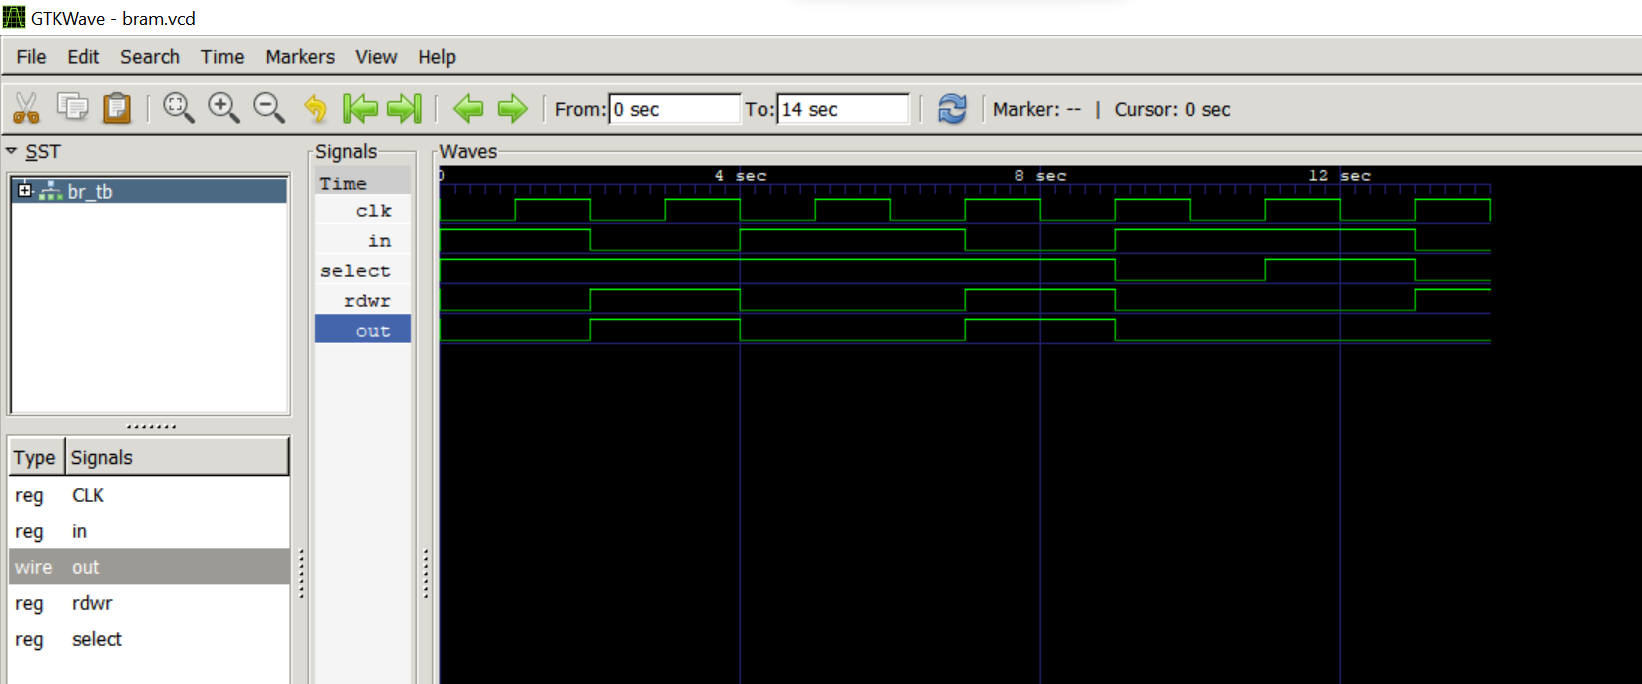 GTKWave - bram.vcd
File Edit Search Time Markers View Help
From: 0 sec To: 14 sec Marker: -- | Cursor: 0 sec
SST
br_tb
Type Signals
reg CLK
reg in
wire out
reg rdwr
reg select
Signals
Time
clk
in
select
rdwr
out
Waves
0 4 sec 8 sec 12 sec